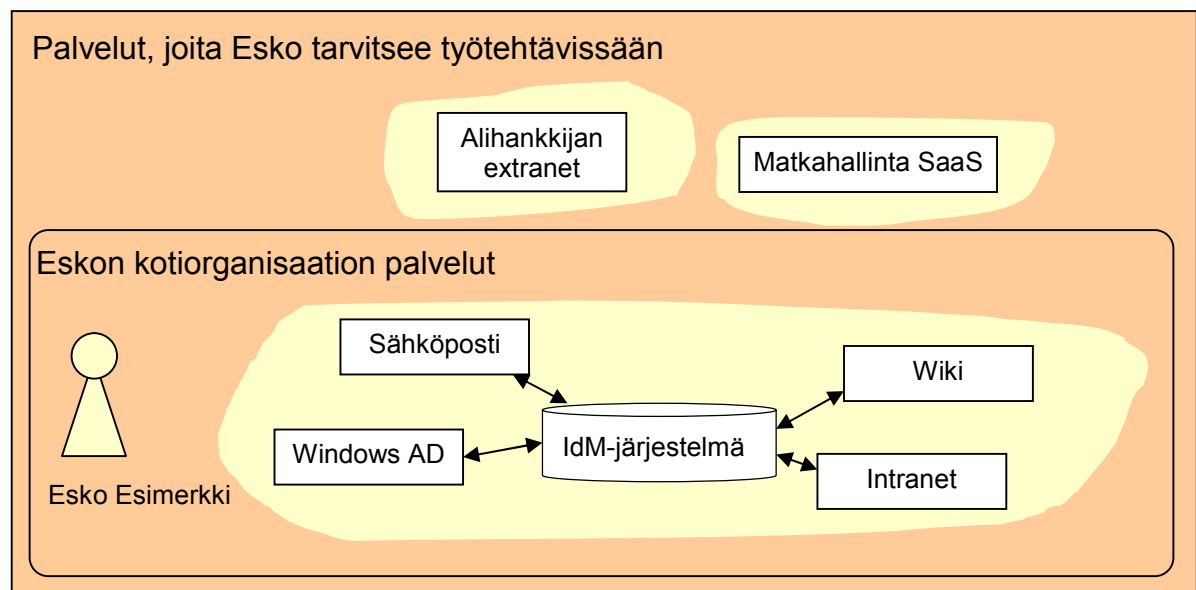 Palvelut, joita Esko tarvitsee työtehtävissään
Alihankkijan
extranet
Matkahallinta SaaS
Eskon kotiorganisaation palvelut
Sähköposti
Wiki
Windows AD
IdM-järjestelmä
Intranet
Esko Esimerkki